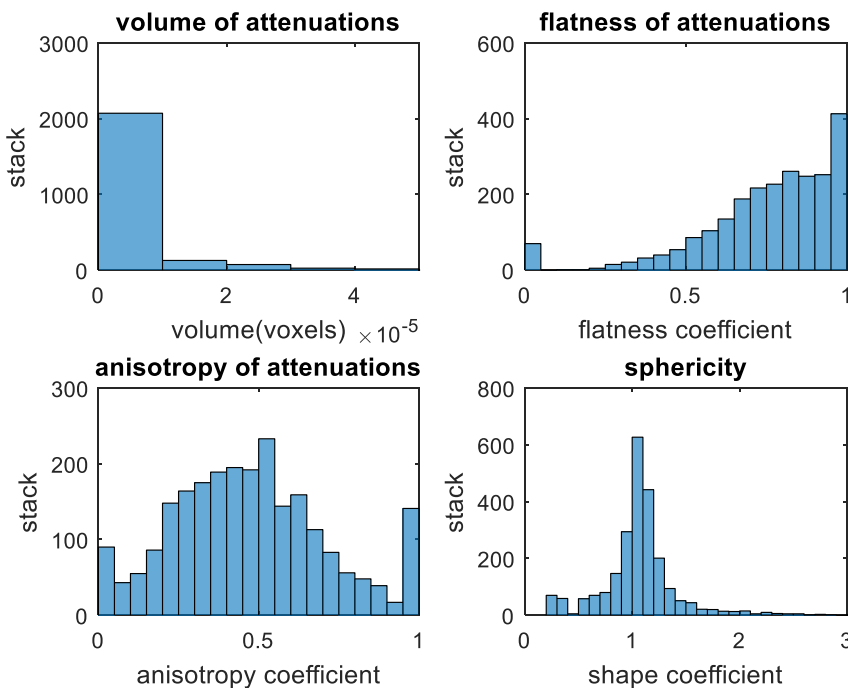 volume of attenuations
3000
2000
1000
0
stack
0 2 4
volume(voxels) ×10⁻⁵
flatness of attenuations
600
400
200
0
stack
0.5 1
flatness coefficient
anisotropy of attenuations
300
200
100
0
stack
0 0.5 1
anisotropy coefficient
sphericity
800
600
400
200
0
stack
0 1 2 3
shape coefficient